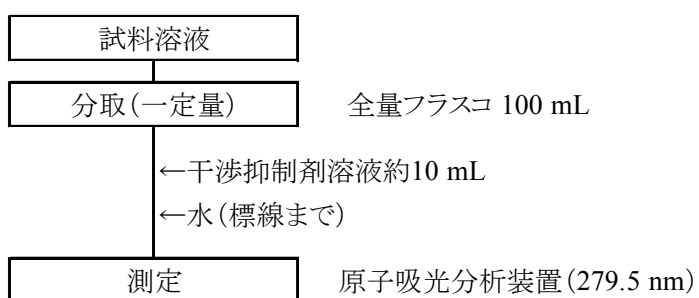 試料溶液
分取(一定量) 全量フラスコ 100 mL
←干渉抑制剤溶液約10 mL
←水(標線まで)
測定 原子吸光分析装置(279.5 nm)